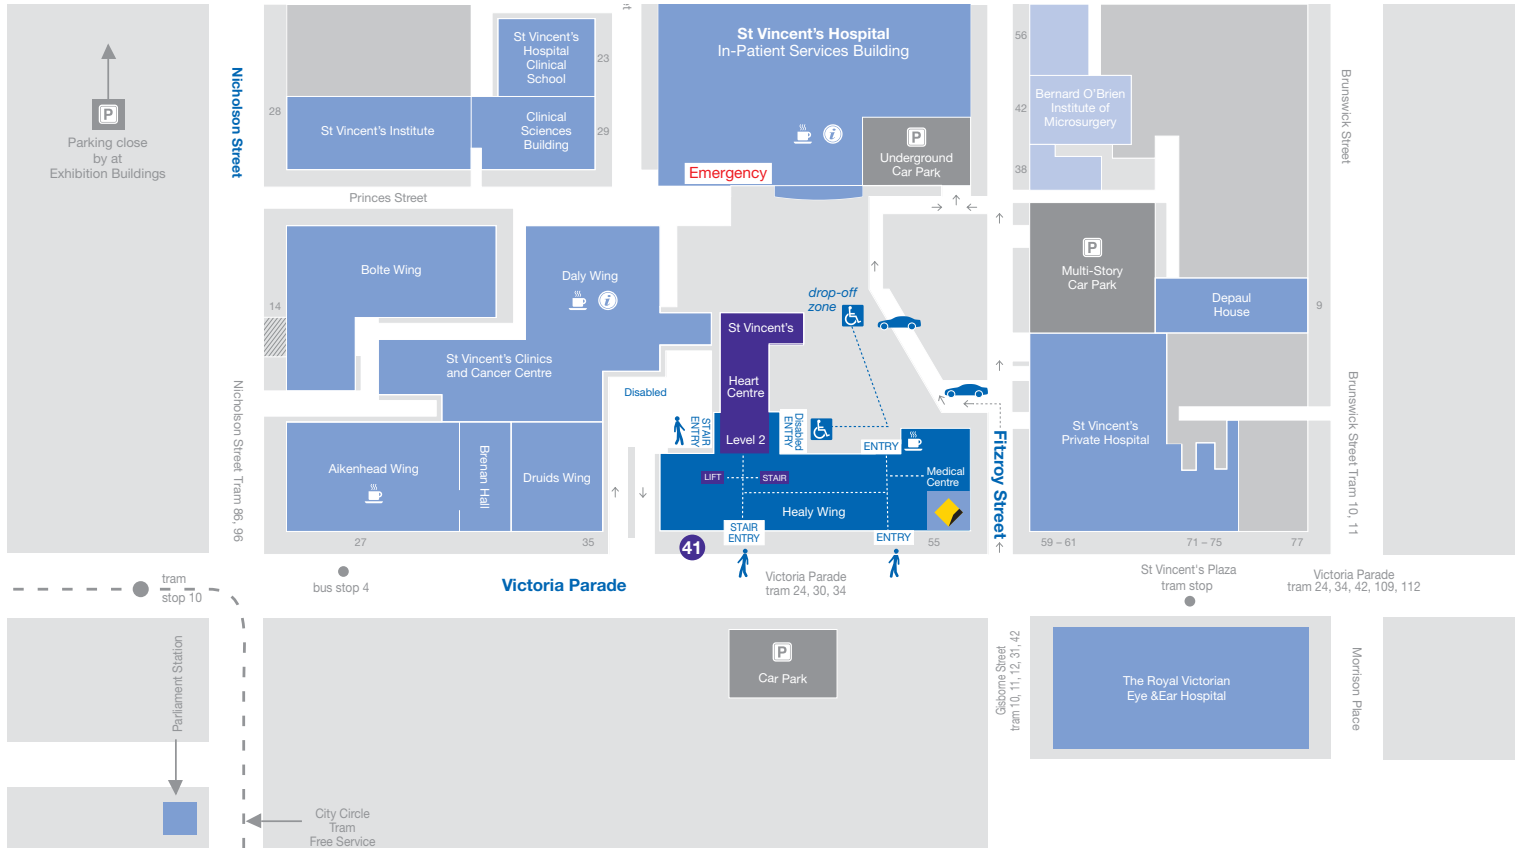 St Vincent's Hospital
In-Patient Services Building
St Vincent's
Hospital
Clinical
School
23
56
P
Parking close
by at
Exhibition Buildings
Nicholson Street
28
St Vincent's Institute
Clinical
Sciences
Building
29
i
P
Underground
Car Park
Emergency
Bernard O'Brien
Institute of
Microsurgery
42
38
Brunswick Street
Princes Street
Bolte Wing
Daly Wing
i
14
drop-off
zone
P
Multi-Story
Car Park
Depaul
House
9
St Vincent's
Heart
Centre
Level 2
St Vincent's Clinics
and Cancer Centre
Disabled
STAIR
ENTRY
Disabled
ENTRY
ENTRY
Medical
Centre
LIFT
STAIR
Healy Wing
STAIR
ENTRY
ENTRY
41
55
Fitzroy Street
St Vincent's
Private Hospital
Nicholson Street Tram 86, 96
Aikenhead Wing
Brenan Hall
Druids Wing
27
35
59 – 61
71 – 75
77
Brunswick Street Tram 10, 11
tram
stop 10
bus stop 4
Victoria Parade
Victoria Parade
tram 24, 30, 34
St Vincent's Plaza
tram stop
Victoria Parade
tram 24, 34, 42, 109, 112
Parliament Station
P
Car Park
Gisborne Street
tram 10, 11, 12, 31, 42
The Royal Victorian
Eye &Ear Hospital
Morrison Place
City Circle
Tram
Free Service